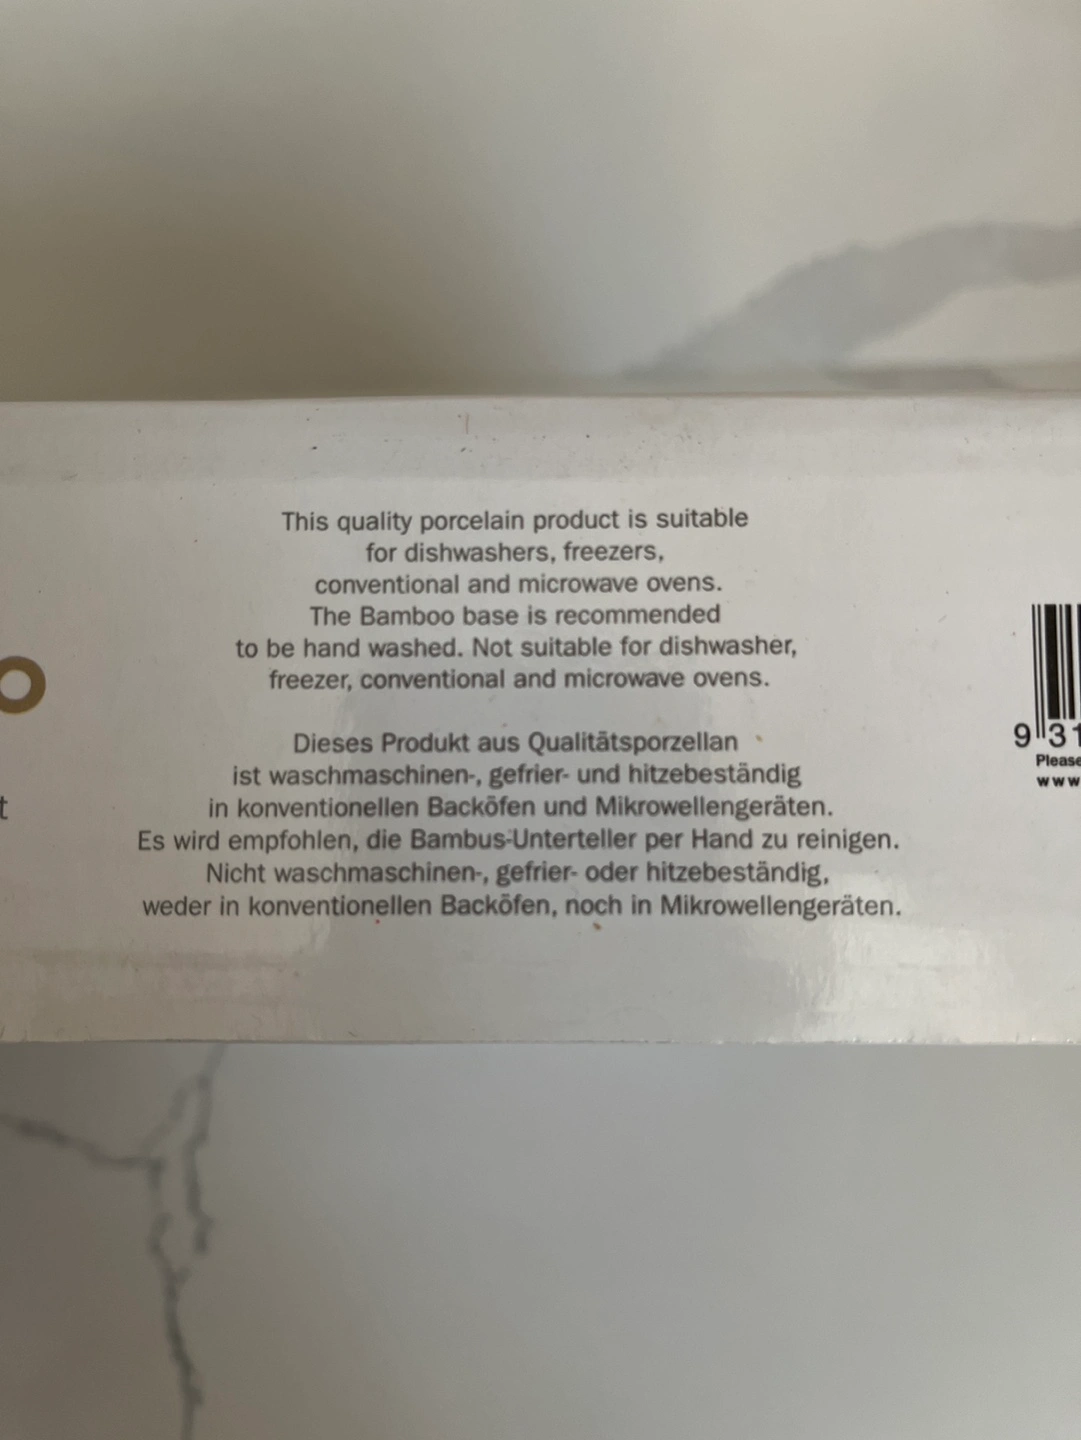 This quality porcelain product is suitable
for dishwashers, freezers,
conventional and microwave ovens.
The Bamboo base is recommended
to be hand washed. Not suitable for dishwasher,
freezer, conventional and microwave ovens.
Dieses Produkt aus Qualitätsporzellan
ist waschmaschinen-, gefrier- und hitzebeständig
in konventionellen Backöfen und Mikrowellengeräten.
Es wird empfohlen, die Bambus-Unterteller per Hand zu reinigen.
Nicht waschmaschinen-, gefrier- oder hitzebeständig,
weder in konventionellen Backöfen, noch in Mikrowellengeräten.
o
t
9 31
Please
www